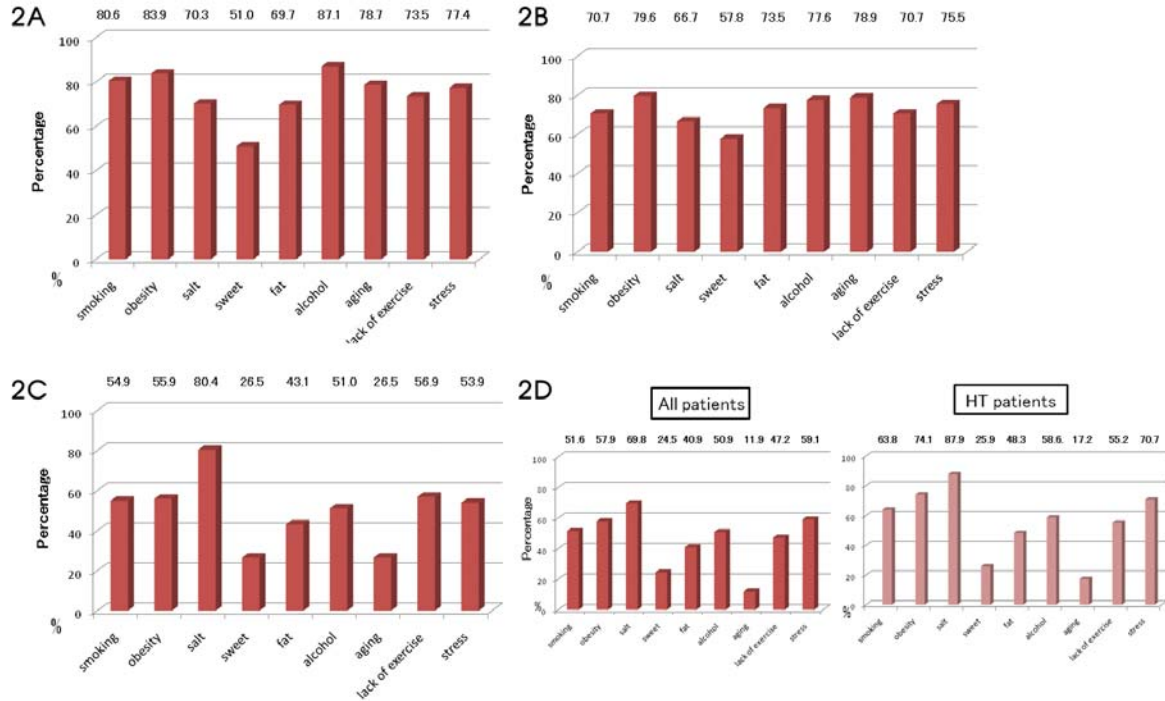 2A 80.6 83.9 70.3 51.0 69.7 87.1 78.7 73.5 77.4
100
80
60
40
20
0
Percentage
%
smoking obesity salt sweet fat alcohol aging lack of exercise stress
2B 70.7 79.6 66.7 57.8 73.5 77.6 78.9 70.7 75.5
100
80
60
40
20
0
Percentage
%
smoking obesity salt sweet fat alcohol aging lack of exercise stress
2C 54.9 55.9 80.4 26.5 43.1 51.0 26.5 56.9 53.9
100
80
60
40
20
0
Percentage
%
smoking obesity salt sweet fat alcohol aging lack of exercise stress
2D
All patients
51.6 57.9 69.8 24.5 40.9 50.9 11.9 47.2 59.1
100
80
60
40
20
0
Percentage
%
smoking obesity salt sweet fat alcohol aging lack of exercise stress
HT patients
63.8 74.1 87.9 25.9 48.3 58.6 17.2 55.2 70.7
100
80
60
40
20
0
%
smoking obesity salt sweet fat alcohol aging lack of exercise stress